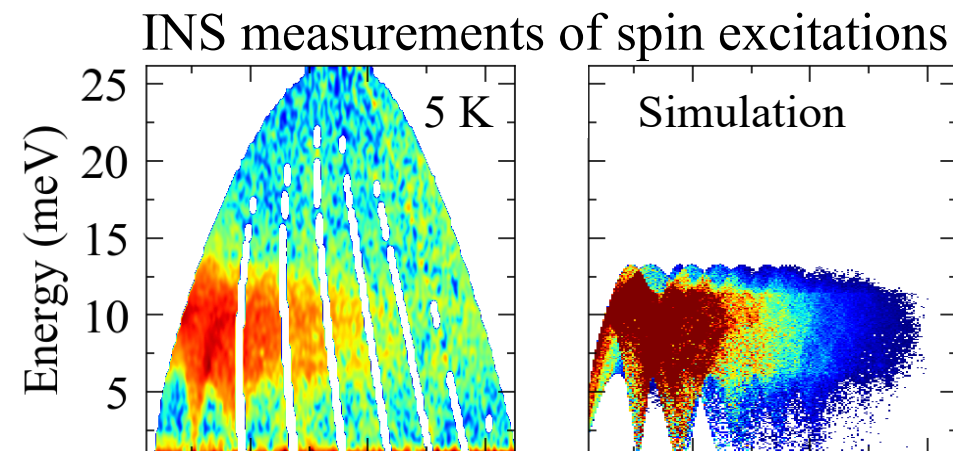 INS measurements of spin excitations
5 K
Simulation
Energy (meV)
25
20
15
10
5